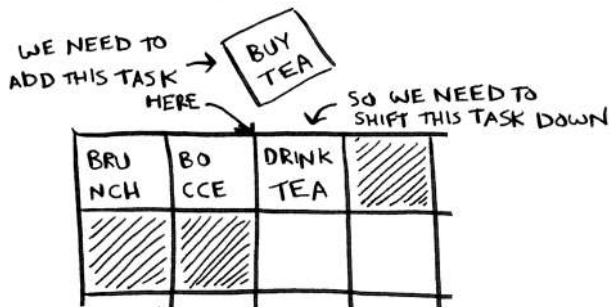 WE NEED TO
ADD THIS TASK
HERE
BUY
TEA
SO WE NEED TO
SHIFT THIS TASK DOWN
BRU
NCH
BO
CCE
DRINK
TEA